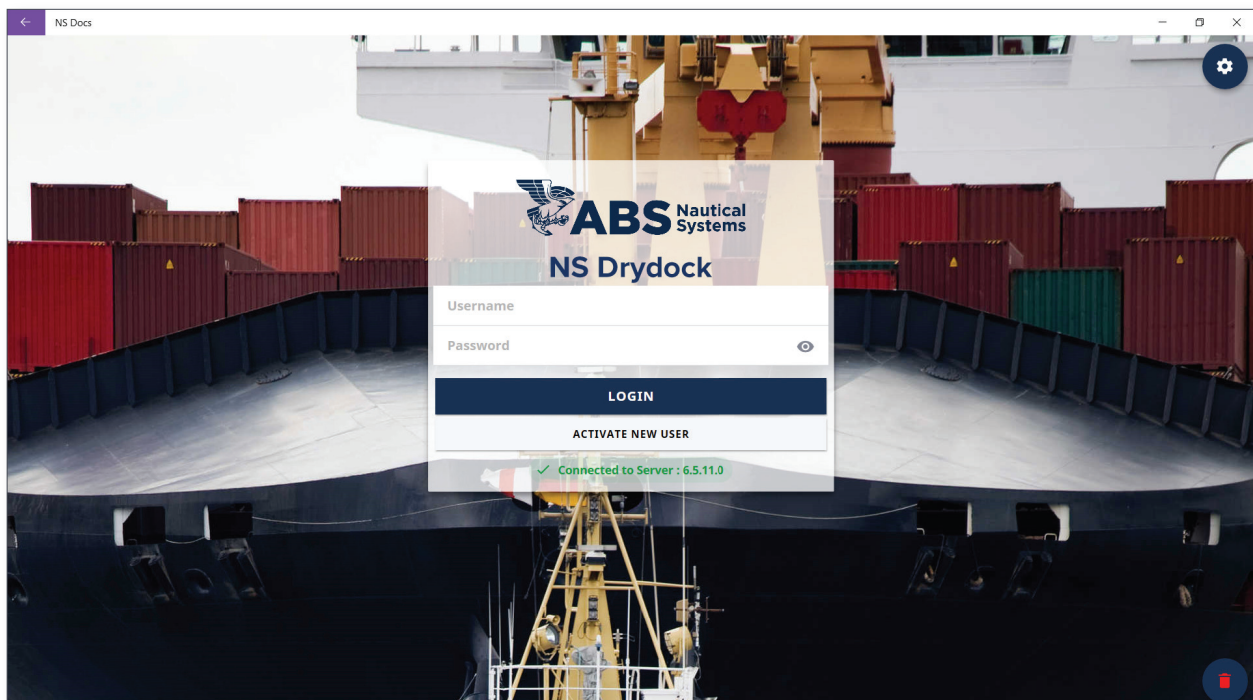 NS Docs
ABS Nautical Systems
NS Drydock
Username
Password
LOGIN
ACTIVATE NEW USER
Connected to Server : 6.5.11.0